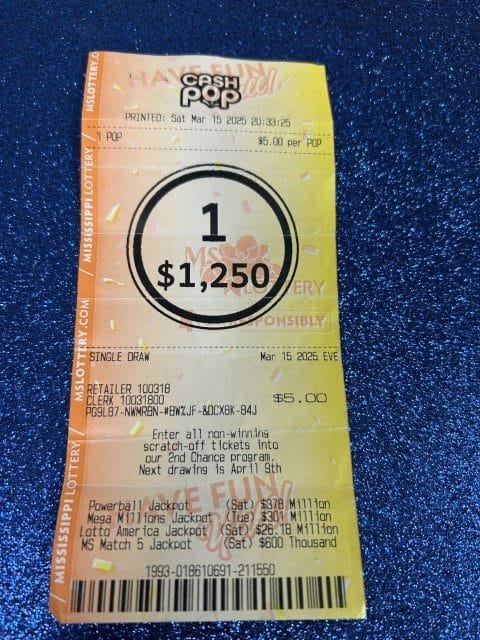 HAVE FUN
CASH
POP
PRINTED: Sat Mar 15 2025 20:33:25
1 POP $5.00 per POP
1
$1,250
MS
LOTTERY
RESPONSIBLY
SINGLE DRAW Mar 15 2025 EVE
RETAILER 100318
CLERK 10031800 $5.00
Enter all non-winning
scratch-off tickets into
our 2nd Chance program.
Next drawing is April 9th
HAVE FUN
Powerball Jackpot (Sat) $378 Million
Mega Millions Jackpot (Tue) $301 Million
Lotto America Jackpot (Sat) $26.18 Million
MS Match 5 Jackpot (Sat) $600 Thousand
1993-018610691-211550
MISSISSIPPI LOTTERY / MSLOTTERY.COM / MISSISSIPPI LOTTERY / MSLOTTERY.C